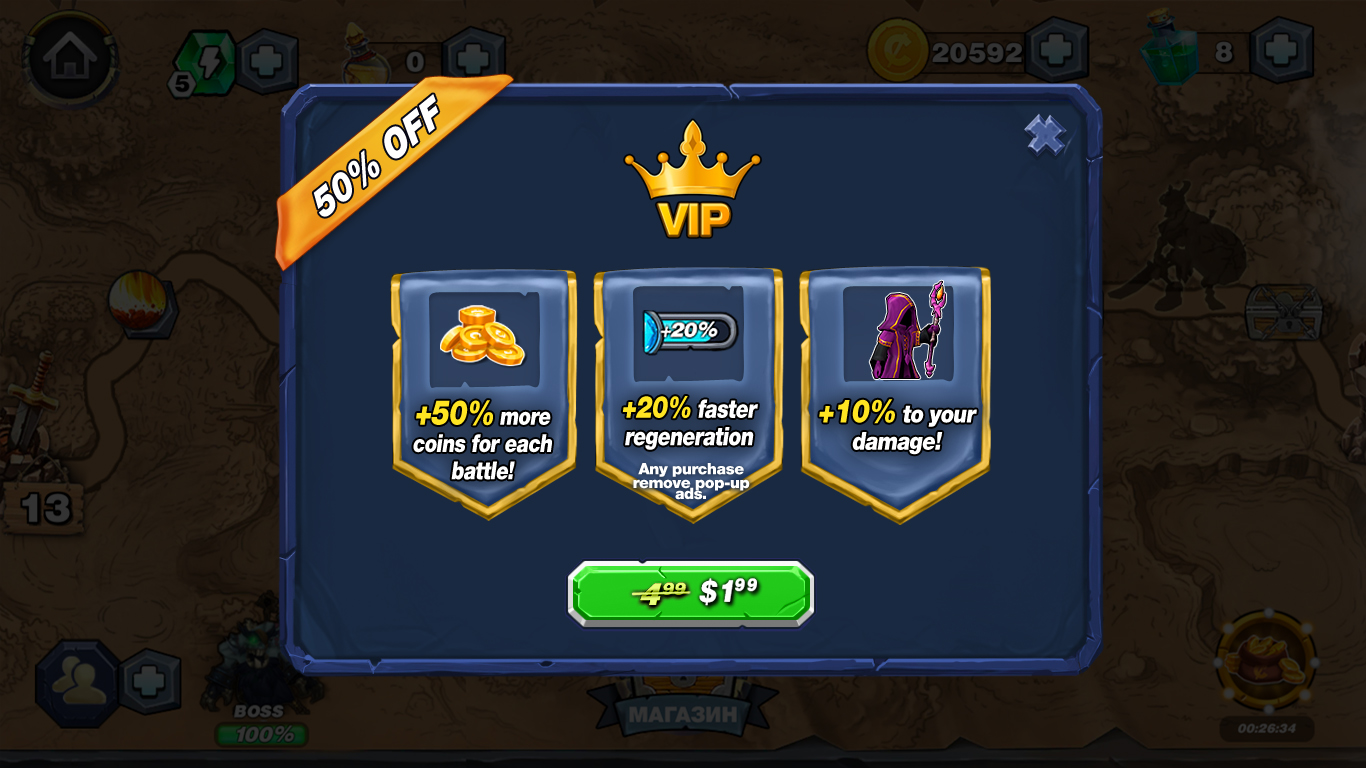 5
0
20592
8
50% OFF
VIP
+50% more
coins for each
battle!
+20%
+20% faster
regeneration
Any purchase
remove pop-up
ads.
+10% to your
damage!
13
4.99 $1.99
BOSS
100%
МАГАЗИН
00:26:34